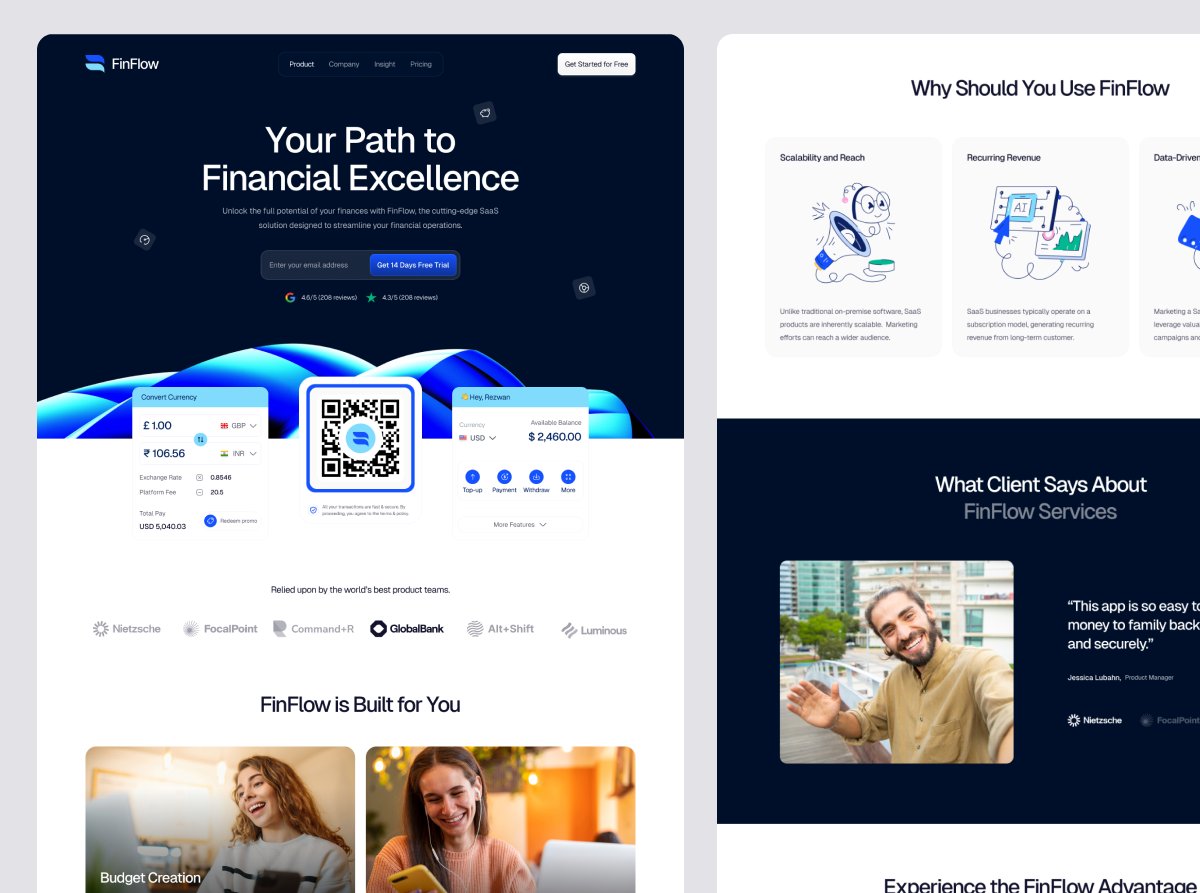 FinFlow
Product
Company
Insight
Pricing
Get Started for Free
Your Path to
Financial Excellence
Unlock the full potential of your finances with FinFlow, the cutting-edge SaaS
solution designed to streamline your financial operations.
Enter your email address
Get 14 Days Free Trial
4.6/5 (208 reviews)
4.3/5 (208 reviews)
Convert Currency
£ 1.00
GBP
₹ 106.56
INR
Exchange Rate
0.8546
Platform Fee
20.5
Total Pay
USD 5,040.03
Redeem promo
All your transactions are fast & secure. By
proceeding, you agree to the terms & policy.
Hey, Rezwan
Currency
Available Balance
USD
$ 2,460.00
Top-up
Payment
Withdraw
More
More Features
Relied upon by the world's best product teams.
Nietzsche
FocalPoint
Command+R
GlobalBank
Alt+Shift
Luminous
FinFlow is Built for You
Budget Creation
Why Should You Use FinFlow
Scalability and Reach
Unlike traditional on-premise software, SaaS
products are inherently scalable. Marketing
efforts can reach a wider audience.
Recurring Revenue
AI
SaaS businesses typically operate on a
subscription model, generating recurring
revenue from long-term customer.
Data-Driven
Marketing a Sa
leverage valua
campaigns and
What Client Says About
FinFlow Services
“This app is so easy to
money to family back
and securely.”
Jessica Lubahn, Product Manager
Nietzsche
FocalPoint
Experience the FinFlow Advantage